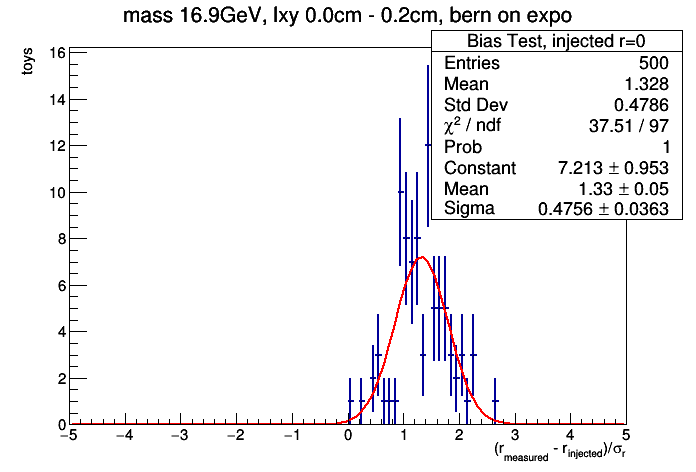 mass 16.9GeV, lxy 0.0cm - 0.2cm, bern on expo
Bias Test, injected r=0
Entries 500
Mean 1.328
Std Dev 0.4786
χ² / ndf 37.51 / 97
Prob 1
Constant 7.213 ± 0.953
Mean 1.33 ± 0.05
Sigma 0.4756 ± 0.0363
toys
16
14
12
10
8
6
4
2
0
−5 −4 −3 −2 −1 0 1 2 3 4 5
(r_measured - r_injected)/σ_r